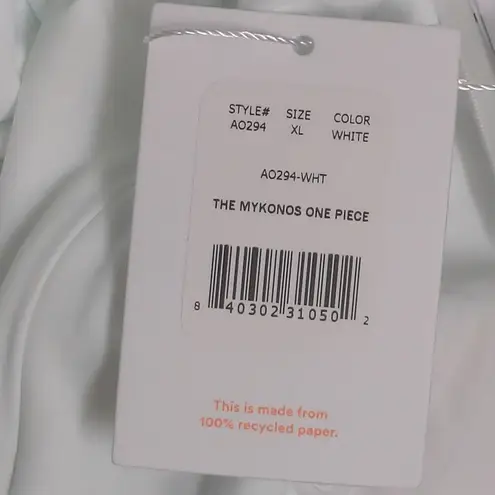 STYLE# SIZE COLOR
AO294 XL WHITE
AO294-WHT
THE MYKONOS ONE PIECE
8 40302 31050 2
This is made from
100% recycled paper.